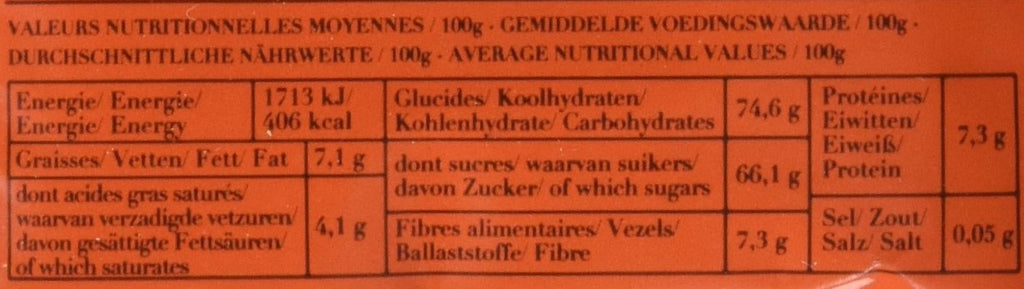 VALEURS NUTRITIONNELLES MOYENNES / 100g · GEMIDDELDE VOEDINGSWAARDE / 100g ·
DURCHSCHNITTLICHE NÄHRWERTE / 100g · AVERAGE NUTRITIONAL VALUES / 100g
Energie/ Energie/
Energie/ Energy
1713 kJ/
406 kcal
Graisses/ Vetten/ Fett/ Fat
7,1 g
dont acides gras saturés/
waarvan verzadigde vetzuren/
davon gesättigte Fettsäuren/
of which saturates
4,1 g
Glucides/ Koolhydraten/
Kohlenhydrate/ Carbohydrates
74,6 g
dont sucres/ waarvan suikers/
davon Zucker/ of which sugars
66,1 g
Fibres alimentaires/ Vezels/
Ballaststoffe/ Fibre
7,3 g
Protéines/
Eiwitten/
Eiweiß/
Protein
7,3 g
Sel/ Zout/
Salz/ Salt
0,05 g